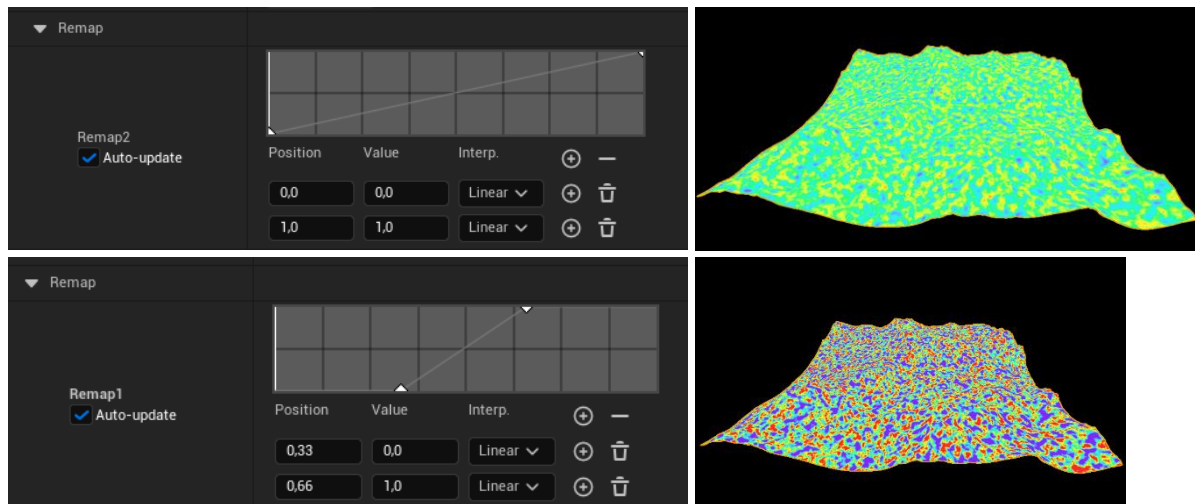 Remap
Remap2
Auto-update
Position Value Interp.
0,0 0,0 Linear
1,0 1,0 Linear
Remap
Remap1
Auto-update
Position Value Interp.
0,33 0,0 Linear
0,66 1,0 Linear